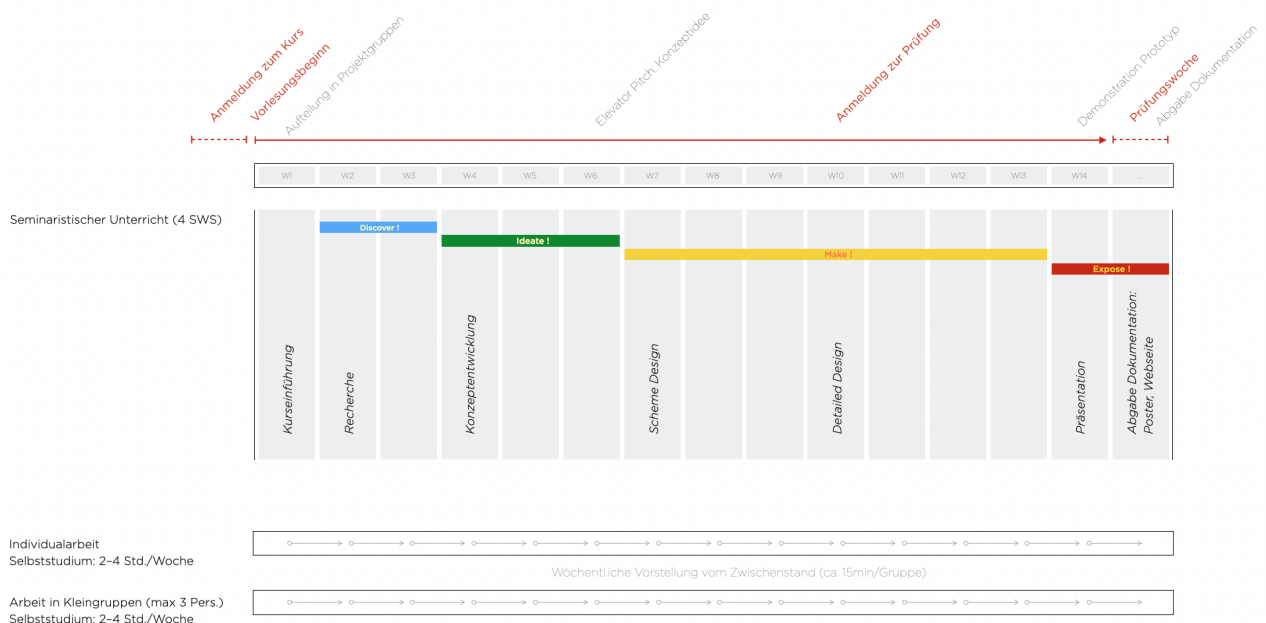 Anmeldung zum Kurs
Vorlesungsbeginn
Aufteilung in Projektgruppen
Elevator Pitch: Konzeptidee
Anmeldung zur Prüfung
Demonstration Prototyp
Prüfungswoche
Abgabe Dokumentation
W1 W2 W3 W4 W5 W6 W7 W8 W9 W10 W11 W12 W13 W14 ...
Seminaristischer Unterricht (4 SWS)
Discover !
Ideate !
Make !
Expose !
Kurseinführung
Recherche
Konzeptentwicklung
Scheme Design
Detailed Design
Präsentation
Abgabe Dokumentation:
Poster, Webseite
Individualarbeit
Selbststudium: 2–4 Std./Woche
Wöchentliche Vorstellung vom Zwischenstand (ca. 15min/Gruppe)
Arbeit in Kleingruppen (max 3 Pers.)
Selbststudium: 2–4 Std./Woche